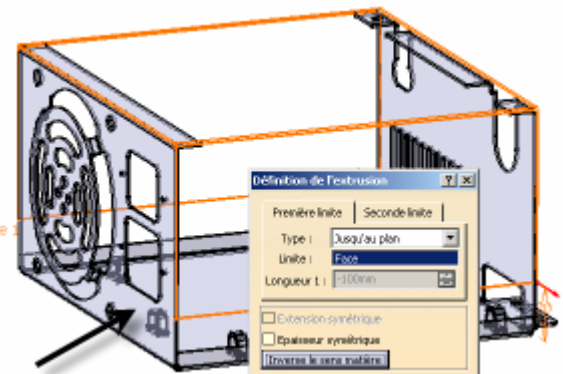 Définition de l'extrusion
Première limite
Seconde limite
Type :
Jusqu'au plan
Limite :
Face
Longueur 1 :
-100mm
Extension symétrique
Epaisseur symétrique
Inverse le sens matière